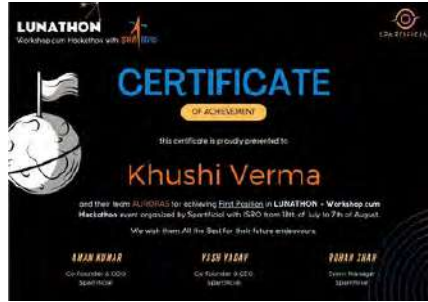 LUNATHON
Workshop cum Hackathon with ISRO
SPARTIFICIAL
CERTIFICATE
OF ACHIEVEMENT
this certificate is proudly presented to
Khushi Verma
and their team AURORAS for achieving First Position in LUNATHON - Workshop cum
Hackathon event organized by Spartificial with ISRO from 18th of July to 7th of August.
We wish them All the Best for their future endeavours.
AMAN KUMAR
Co Founder & COO
Spartificial
YASH YADAV
Co Founder & CEO
Spartificial
ROHAN SHAH
Event Manager
Spartificial